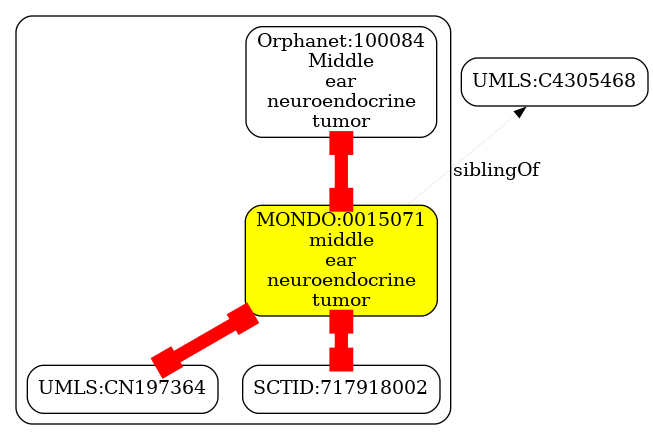 Orphanet:100084
Middle
ear
neuroendocrine
tumor
UMLS:C4305468
siblingOf
MONDO:0015071
middle
ear
neuroendocrine
tumor
UMLS:CN197364
SCTID:717918002